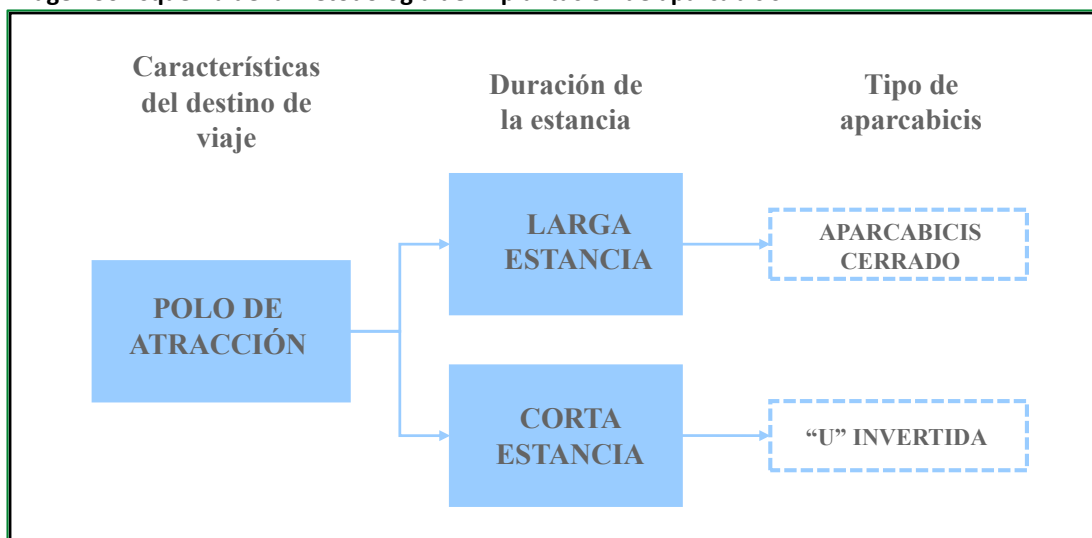 Características
del destino de
viaje
Duración de
la estancia
Tipo de
aparcabicis
POLO DE
ATRACCIÓN
LARGA
ESTANCIA
APARCABICIS
CERRADO
CORTA
ESTANCIA
“U” INVERTIDA